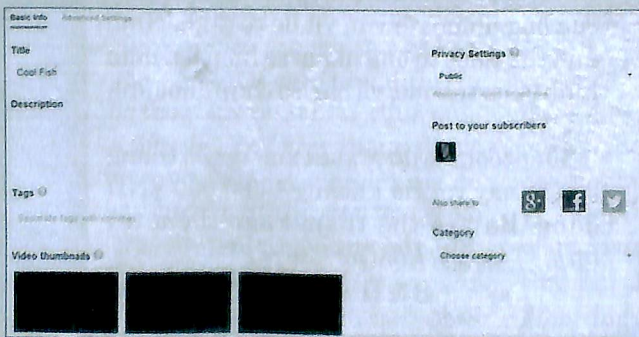 Basic Info Advanced Settings
Title
Cool Fish
Description
Tags
Separate tags with commas
Video thumbnails
Privacy Settings
Public
Post to your subscribers
Also share to
Category
Choose category